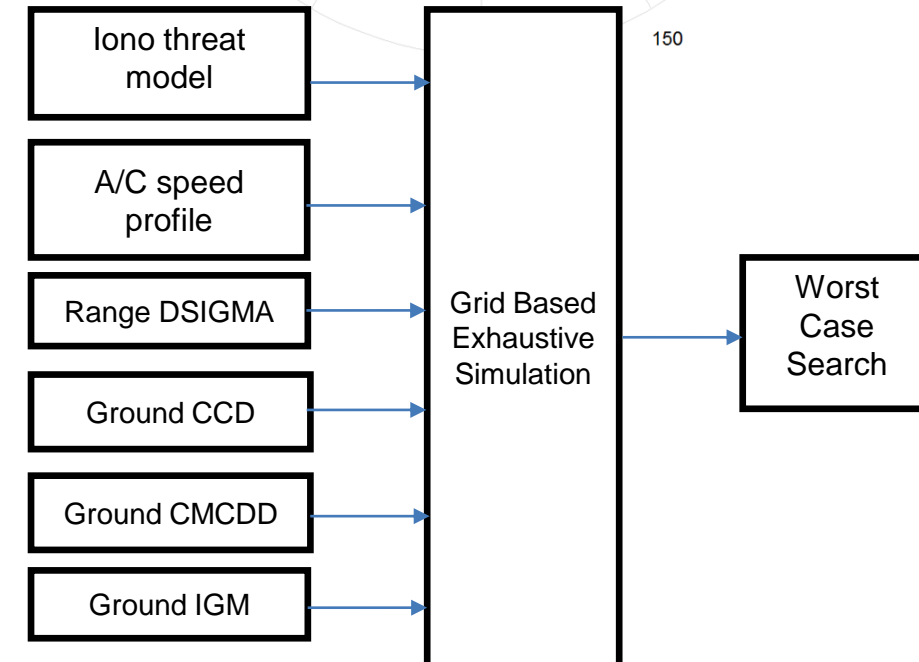 Iono threat
model
150
A/C speed
profile
Range DSIGMA
Ground CCD
Ground CMCDD
Ground IGM
Grid Based
Exhaustive
Simulation
Worst
Case
Search